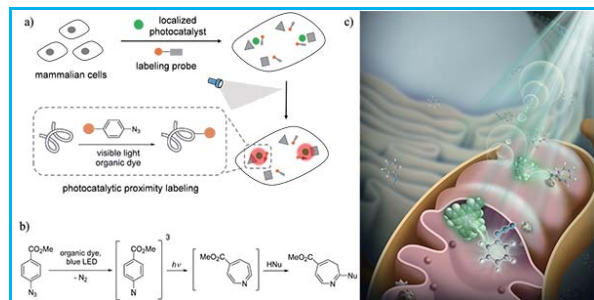 a)
localized
photocatalyst
labeling probe
mammalian cells
N₃
visible light
organic dye
photocatalytic proximity labeling
b)
CO₂Me
N₃
organic dye,
blue LED
- N₂
CO₂Me
N
3
hν
MeO₂C
N
HNu
MeO₂C
N
Nu
c)